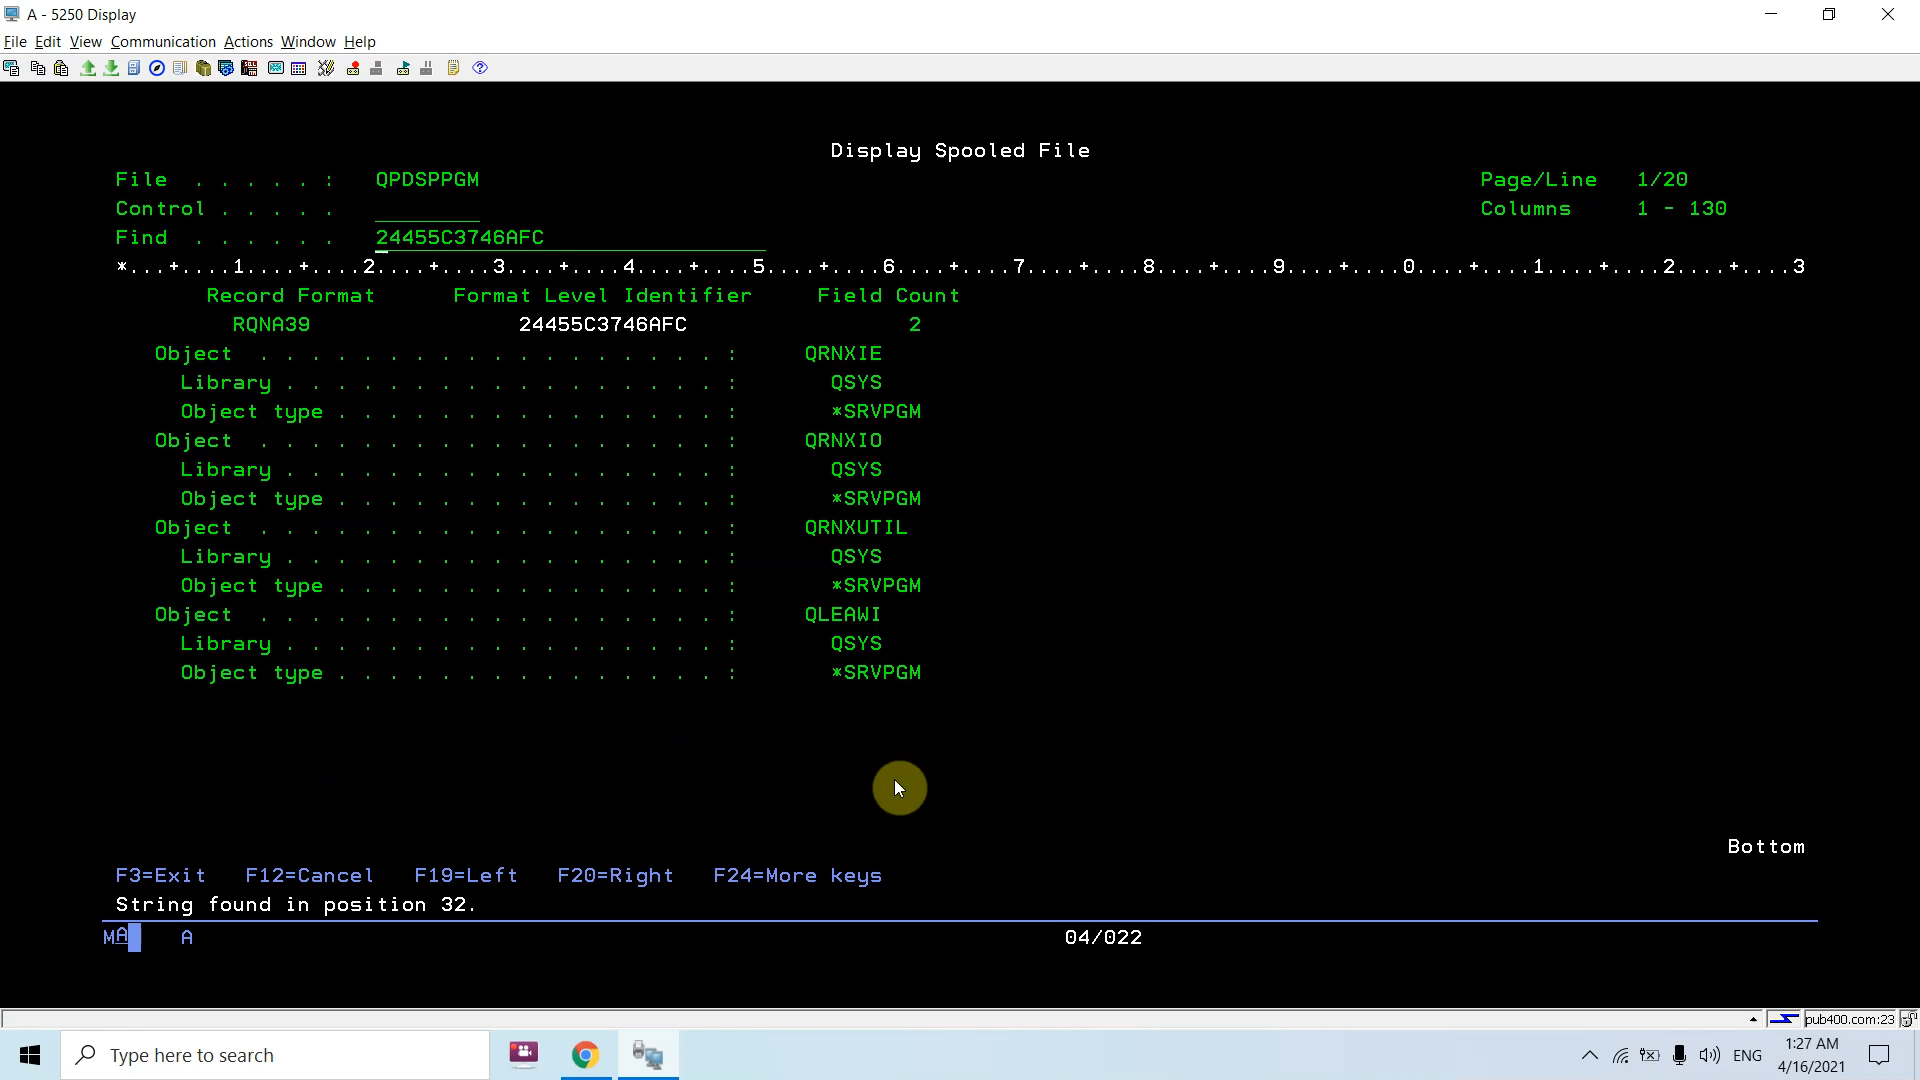 A - 5250 Display
File Edit View Communication Actions Window Help
Display Spooled File
File . . . . . : QPDSPPGM Page/Line 1/20
Control . . . . . Columns 1 - 130
Find . . . . . . 24455C3746AFC
*...+....1....+....2....+....3....+....4....+....5....+....6....+....7....+....8....+....9....+....0....+....1....+....2....+....3
Record Format Format Level Identifier Field Count
RQNA39 24455C3746AFC 2
Object . . . . . . . . . . . . . . . . . . . : QRNXIE
Library . . . . . . . . . . . . . . . . . . : QSYS
Object type . . . . . . . . . . . . . . . . : *SRVPGM
Object . . . . . . . . . . . . . . . . . . . : QRNXIO
Library . . . . . . . . . . . . . . . . . . : QSYS
Object type . . . . . . . . . . . . . . . . : *SRVPGM
Object . . . . . . . . . . . . . . . . . . . : QRNXUTIL
Library . . . . . . . . . . . . . . . . . . : QSYS
Object type . . . . . . . . . . . . . . . . : *SRVPGM
Object . . . . . . . . . . . . . . . . . . . : QLEAWI
Library . . . . . . . . . . . . . . . . . . : QSYS
Object type . . . . . . . . . . . . . . . . : *SRVPGM
Bottom
F3=Exit F12=Cancel F19=Left F20=Right F24=More keys
String found in position 32.
MA A 04/022
pub400.com:23
Type here to search
ENG
1:27 AM
4/16/2021